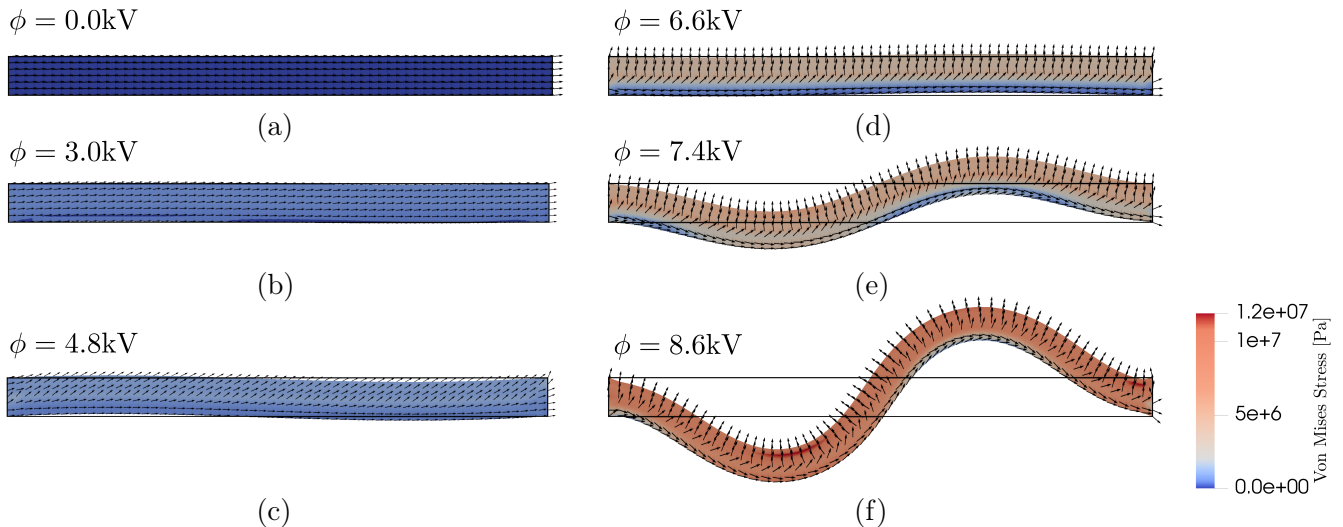 ϕ = 0.0kV
(a)
ϕ = 3.0kV
(b)
ϕ = 4.8kV
(c)
ϕ = 6.6kV
(d)
ϕ = 7.4kV
(e)
ϕ = 8.6kV
(f)
1.2e+07
1e+7
5e+6
0.0e+00
Von Mises Stress [Pa]